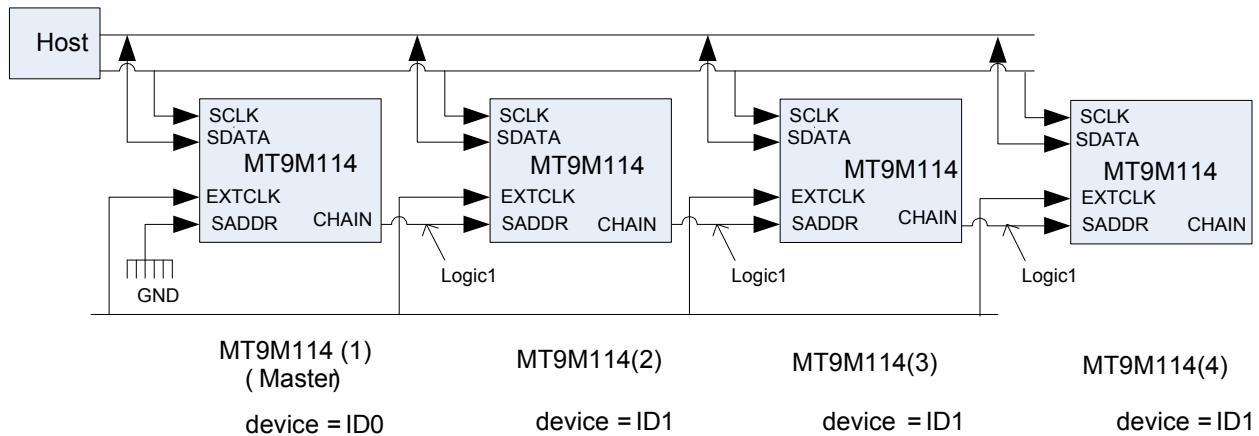 Host
SCLK
SDATA
MT9M114
EXTCLK
SADDR
CHAIN
SCLK
SDATA
MT9M114
EXTCLK
SADDR
CHAIN
SCLK
SDATA
MT9M114
EXTCLK
SADDR
CHAIN
SCLK
SDATA
MT9M114
EXTCLK
SADDR
CHAIN
GND
Logic1
Logic1
Logic1
MT9M114 (1)
( Master)
MT9M114(2)
MT9M114(3)
MT9M114(4)
device = ID0
device = ID1
device = ID1
device = ID1